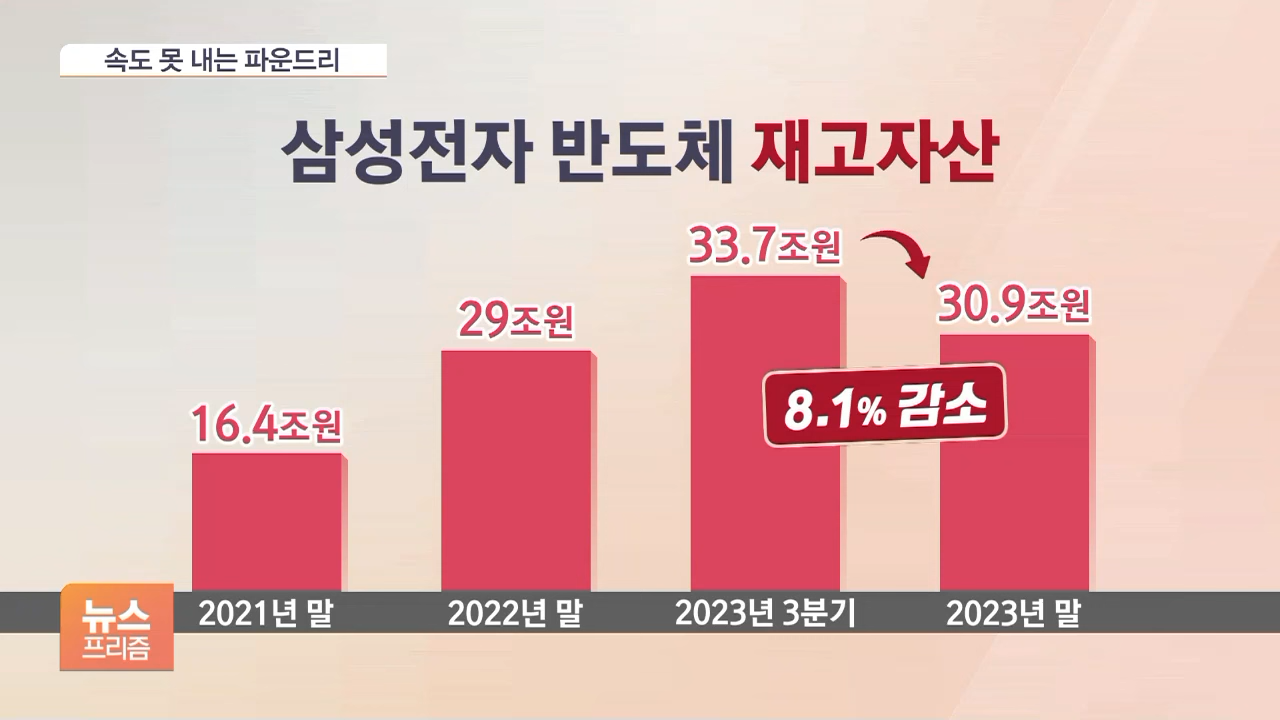 속도 못 내는 파운드리
삼성전자 반도체 재고자산
16.4조원
29조원
33.7조원
30.9조원
8.1% 감소
2021년 말
2022년 말
2023년 3분기
2023년 말
뉴스
프리즘